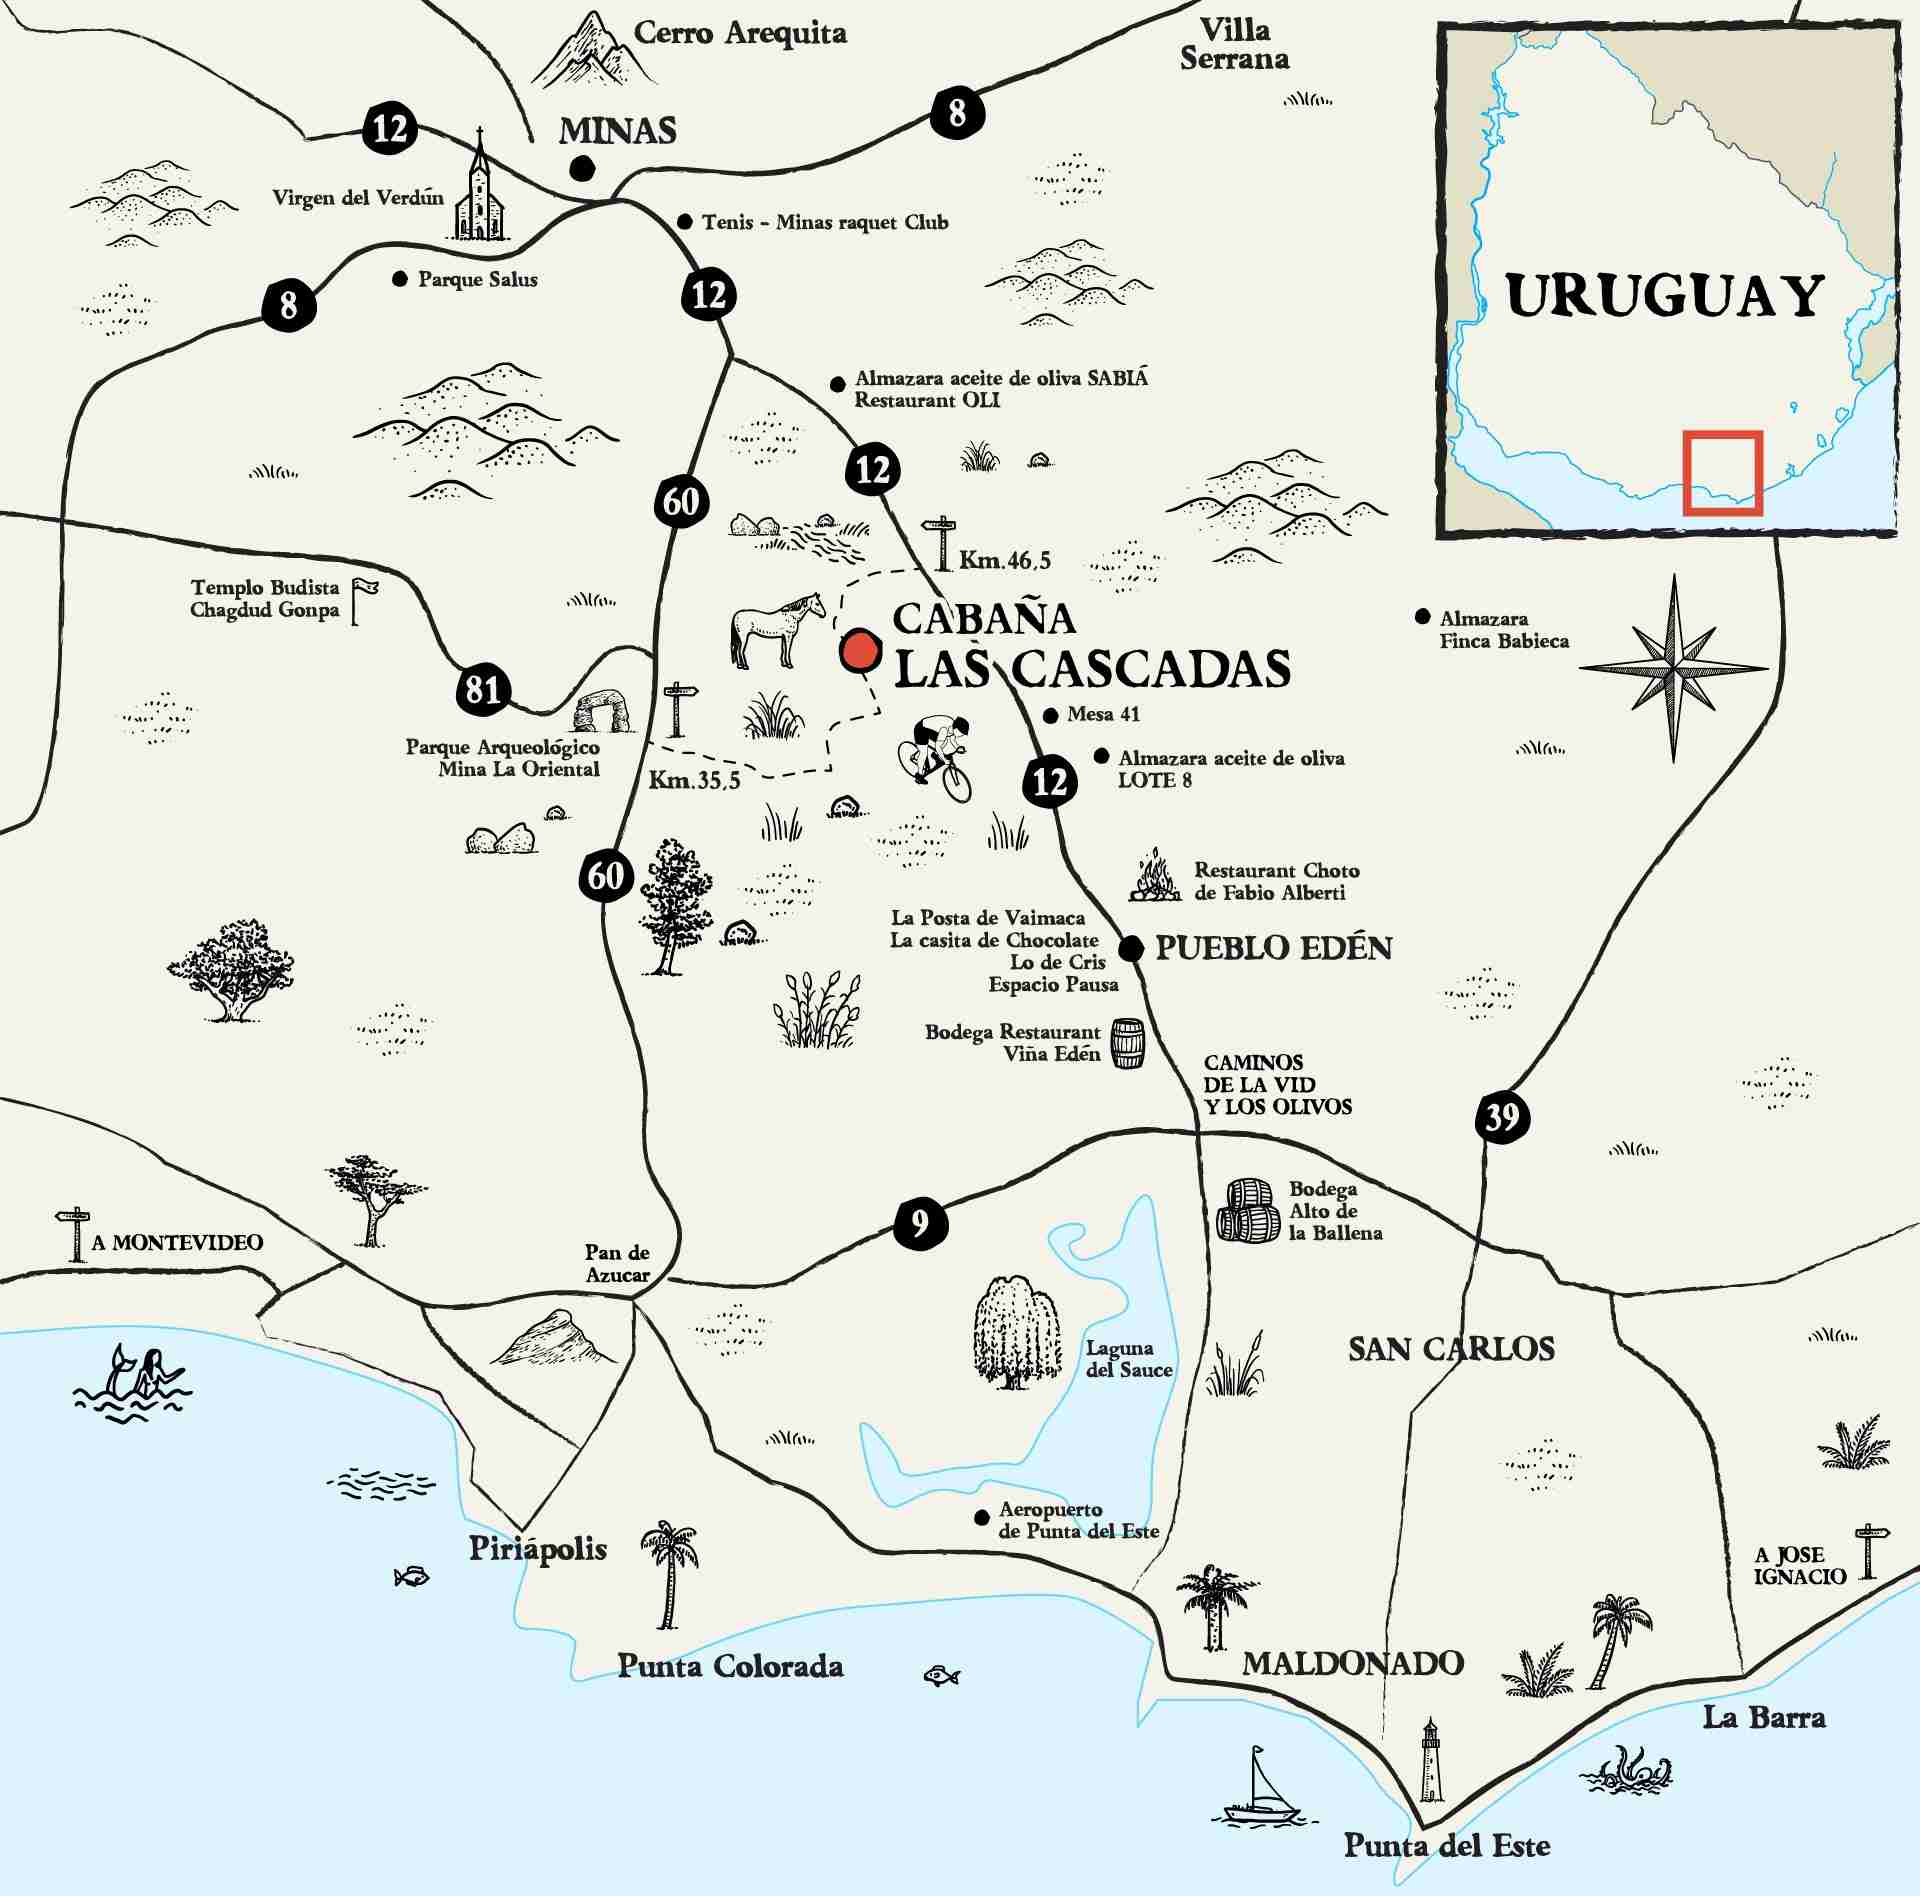 Cerro Arequita
Villa
Serrana
12
8
MINAS
Virgen del Verdún
Tenis - Minas raquet Club
Parque Salus
8
12
URUGUAY
Almazara aceite de oliva SABIÁ
Restaurant OLI
12
60
Km.46,5
Templo Budista
Chagdud Gonpa
CABAÑA
LAS CASCADAS
Almazara
Finca Babieca
81
Mesa 41
Parque Arqueológico
Mina La Oriental
Km.35,5
Almazara aceite de oliva
LOTE 8
12
60
Restaurant Choto
de Fabio Alberti
La Posta de Vaimaca
La casita de Chocolate
Lo de Cris
Espacio Pausa
PUEBLO EDÉN
Bodega Restaurant
Viña Edén
CAMINOS
DE LA VID
Y LOS OLIVOS
39
9
Bodega
Alto de
la Ballena
A MONTEVIDEO
Pan de
Azucar
Laguna
del Sauce
SAN CARLOS
Aeropuerto
de Punta del Este
Piriápolis
A JOSE
IGNACIO
Punta Colorada
MALDONADO
La Barra
Punta del Este